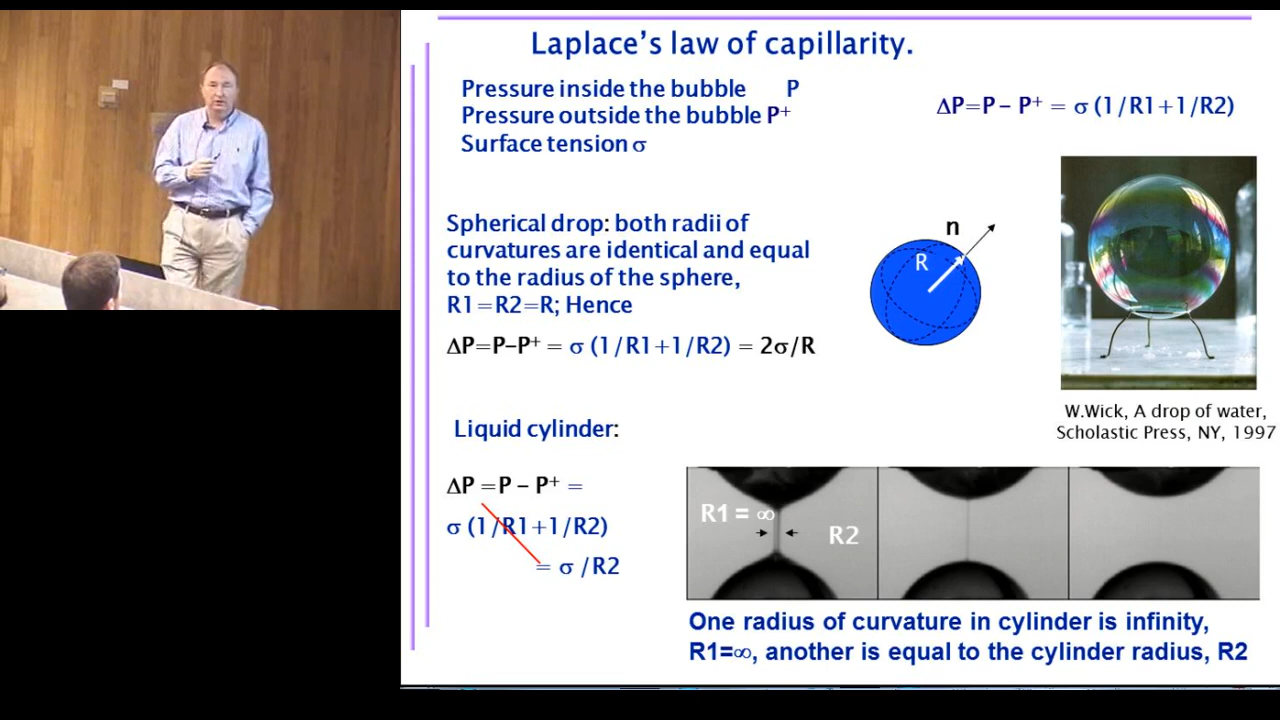 Laplace's law of capillarity.
Pressure inside the bubble P
Pressure outside the bubble P⁺
Surface tension σ
ΔP=P – P⁺ = σ (1/R1+1/R2)
Spherical drop: both radii of
curvatures are identical and equal
to the radius of the sphere,
R1=R2=R; Hence
ΔP=P–P⁺ = σ (1/R1+1/R2) = 2σ/R
n
R
W.Wick, A drop of water,
Scholastic Press, NY, 1997
Liquid cylinder:
ΔP =P – P⁺ =
σ (1/R1+1/R2)
= σ /R2
R1 = ∞
R2
One radius of curvature in cylinder is infinity,
R1=∞, another is equal to the cylinder radius, R2